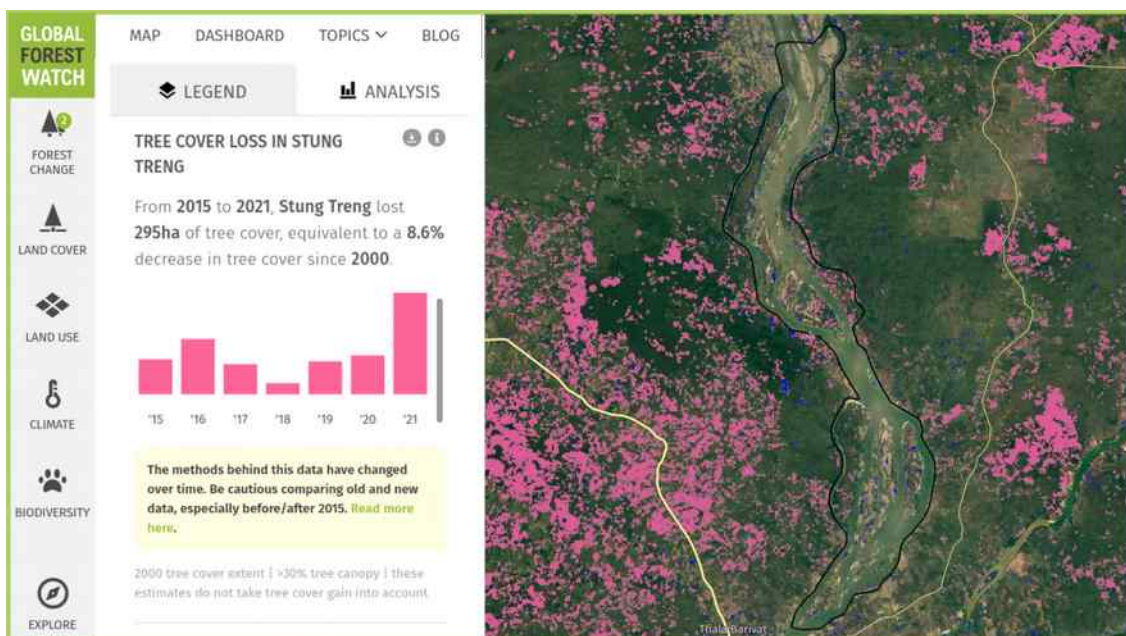 GLOBAL
FOREST
WATCH
MAP
DASHBOARD
TOPICS
BLOG
LEGEND
ANALYSIS
2
FOREST
CHANGE
LAND COVER
LAND USE
CLIMATE
BIODIVERSITY
EXPLORE
TREE COVER LOSS IN STUNG
TRENG
From 2015 to 2021, Stung Treng lost
295ha of tree cover, equivalent to a 8.6%
decrease in tree cover since 2000.
'15 '16 '17 '18 '19 '20 '21
The methods behind this data have changed
over time. Be cautious comparing old and new
data, especially before/after 2015. Read more
here.
2000 tree cover extent | >30% tree canopy | these
estimates do not take tree cover gain into account
Thala Barivat